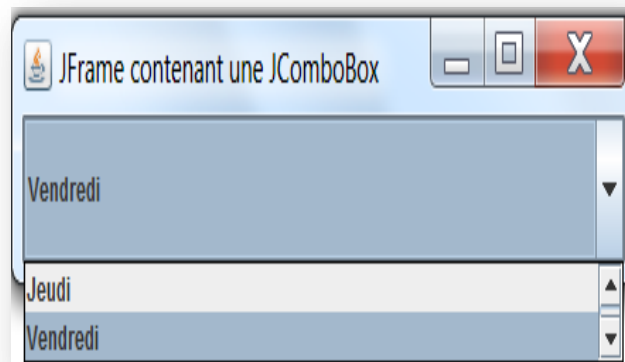 JFrame contenant une JComboBox
Vendredi
Jeudi
Vendredi